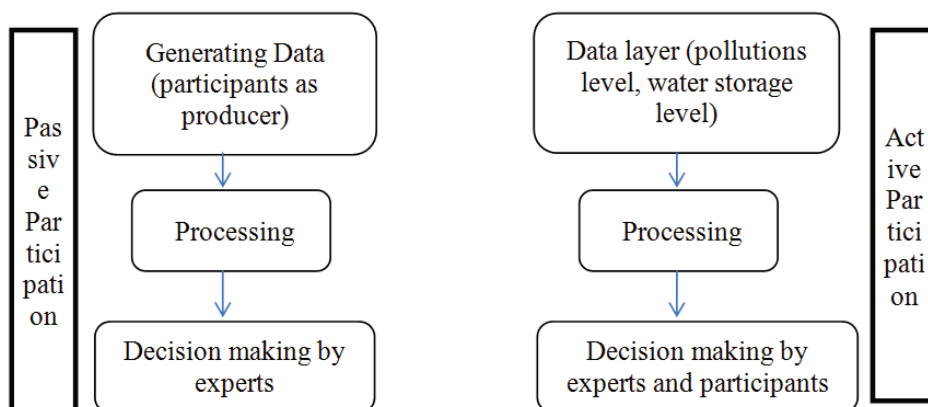 Pas
siv
e
Par
tici
pati
on
Generating Data
(participants as
producer)
Processing
Decision making by
experts
Data layer (pollutions
level, water storage
level)
Processing
Decision making by
experts and participants
Act
ive
Par
tici
pati
on